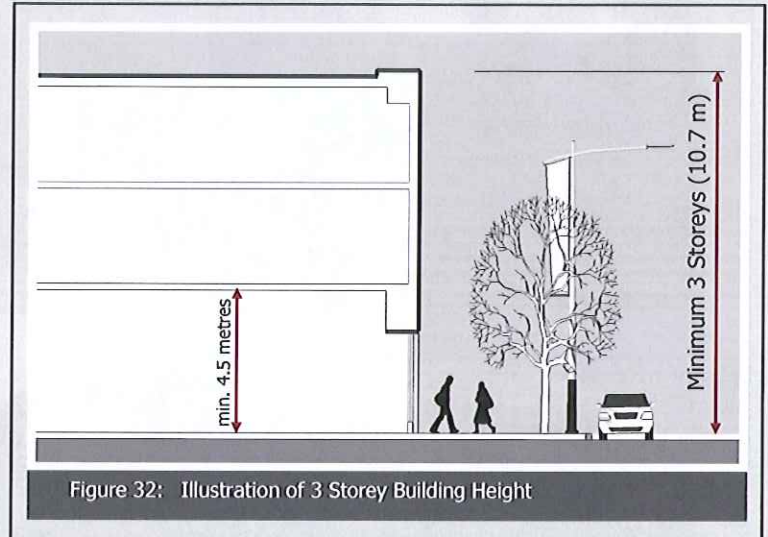 min. 4.5 metres
Minimum 3 Storeys (10.7 m)
Figure 32: Illustration of 3 Storey Building Height